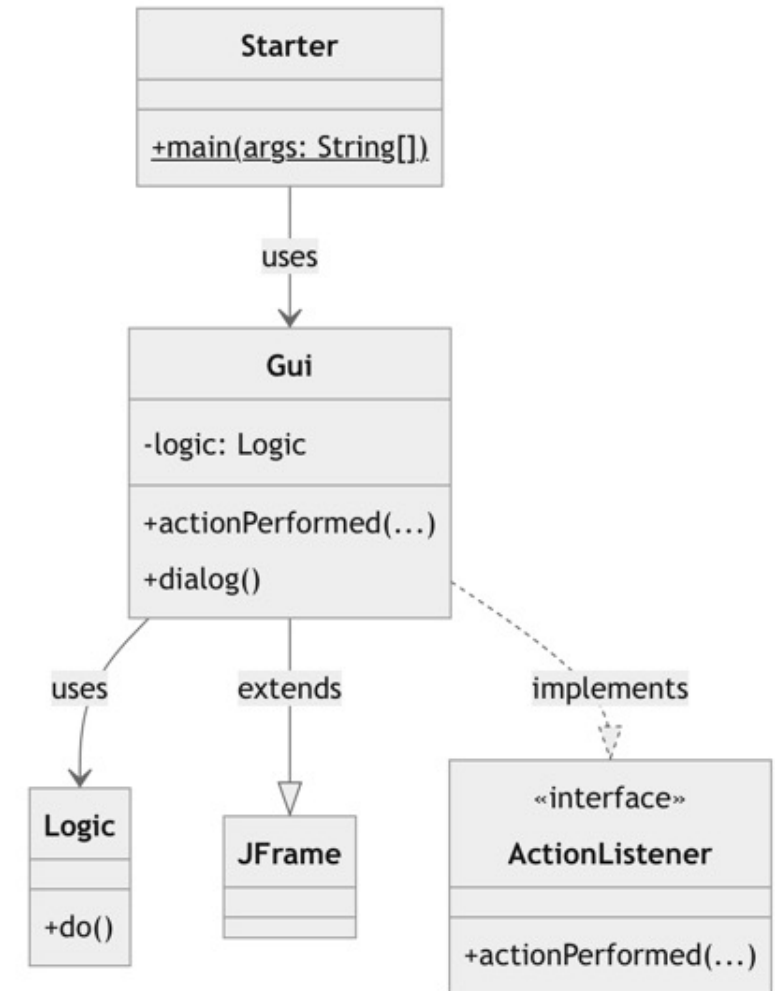 Starter
+main(args: String[])
uses
Gui
-logic: Logic
+actionPerformed(...)
+dialog()
uses
extends
implements
Logic
+do()
JFrame
«interface»
ActionListener
+actionPerformed(...)